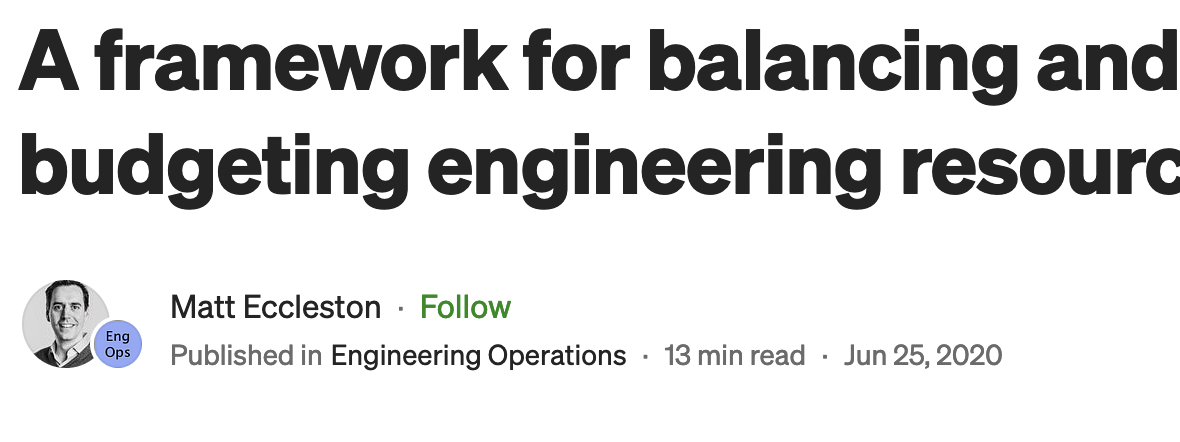 A framework for balancing and
budgeting engineering resourc
Matt Eccleston · Follow
Eng
Ops
Published in Engineering Operations · 13 min read · Jun 25, 2020